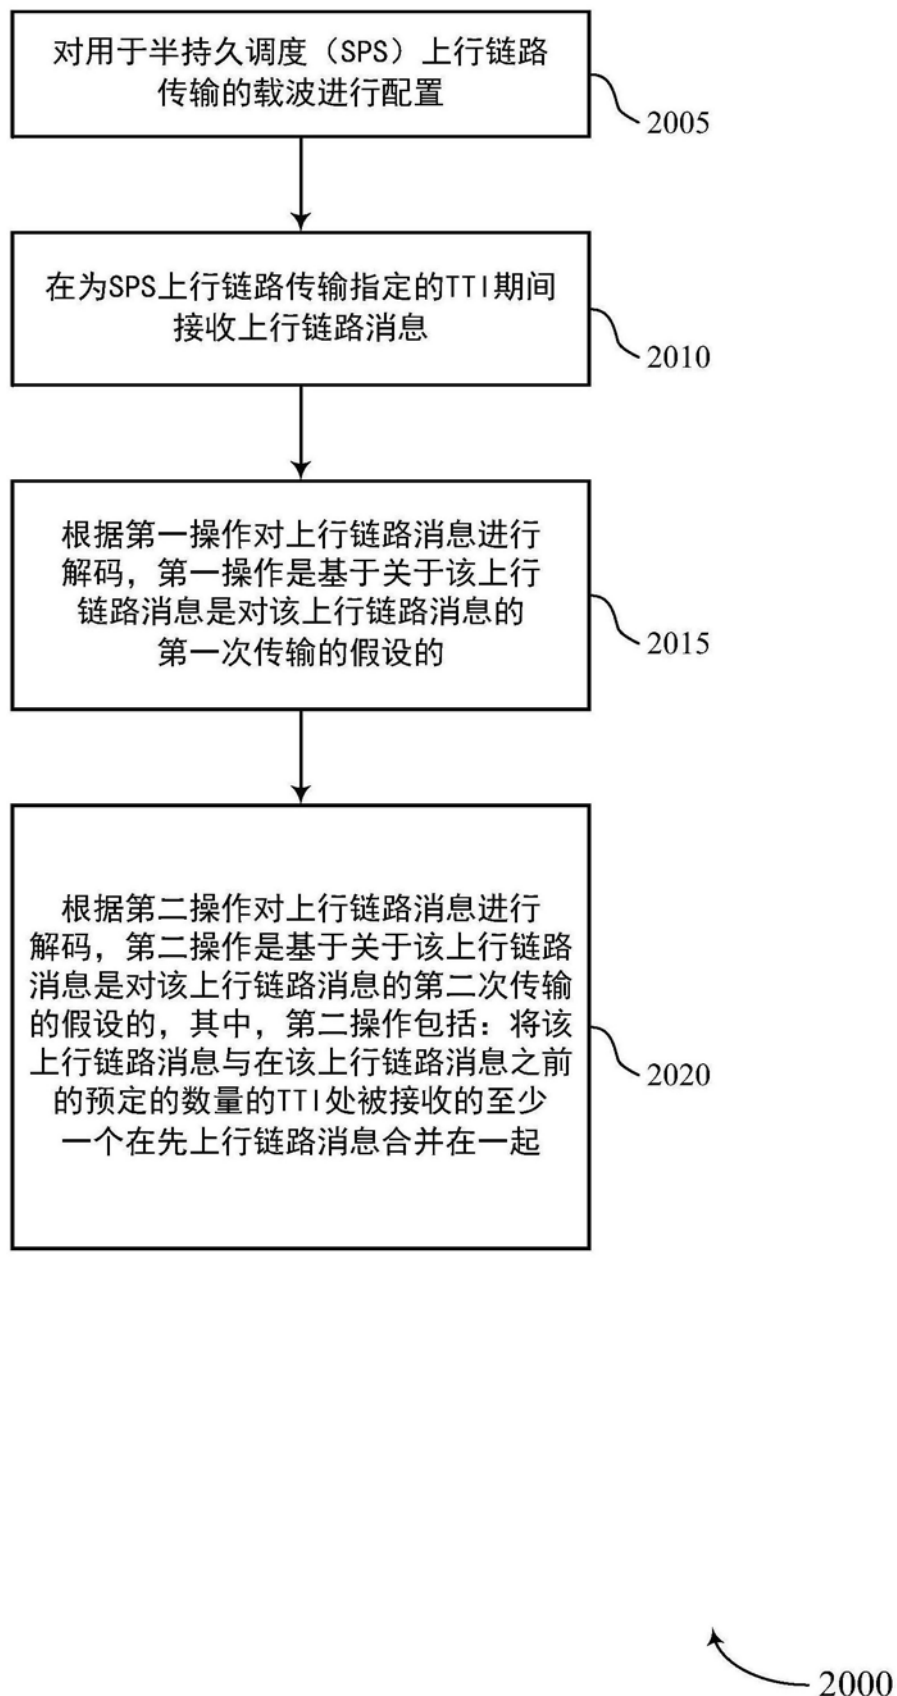 对用于半持久调度（SPS）上行链路
传输的载波进行配置
2005
在为SPS上行链路传输指定的TTI期间
接收上行链路消息
2010
根据第一操作对上行链路消息进行
解码，第一操作是基于关于该上行
链路消息是对该上行链路消息的
第一次传输的假设的
2015
根据第二操作对上行链路消息进行
解码，第二操作是基于关于该上行链路
消息是对该上行链路消息的第二次传输
的假设的，其中，第二操作包括：将该
上行链路消息与在该上行链路消息之前
的预定的数量的TTI处被接收的至少
一个在先上行链路消息合并在一起
2020
2000